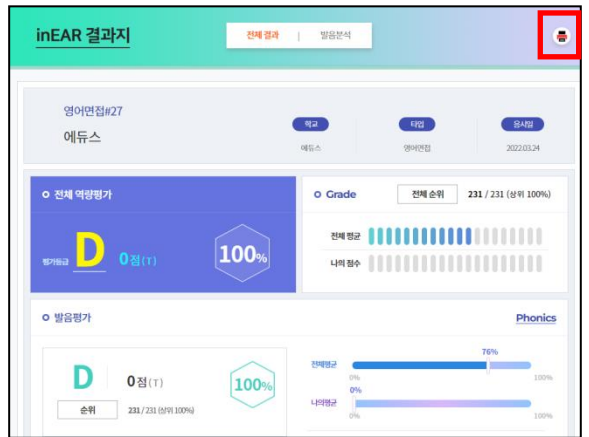 inEAR 결과지
전체 결과 | 발음분석
영어면접#27
에듀스
학교 타입 응시일
에듀스 영어면접 2022.03.24
전체 역량평가
평가등급 D 0점(T) 100%
Grade 전체 순위 231 / 231 (상위 100%)
전체 평균
나의 점수
발음평가 Phonics
D 0점(T) 100%
순위 231 / 231 (상위 100%)
76%
전체평균
0% 100%
0%
나의평균
0% 100%